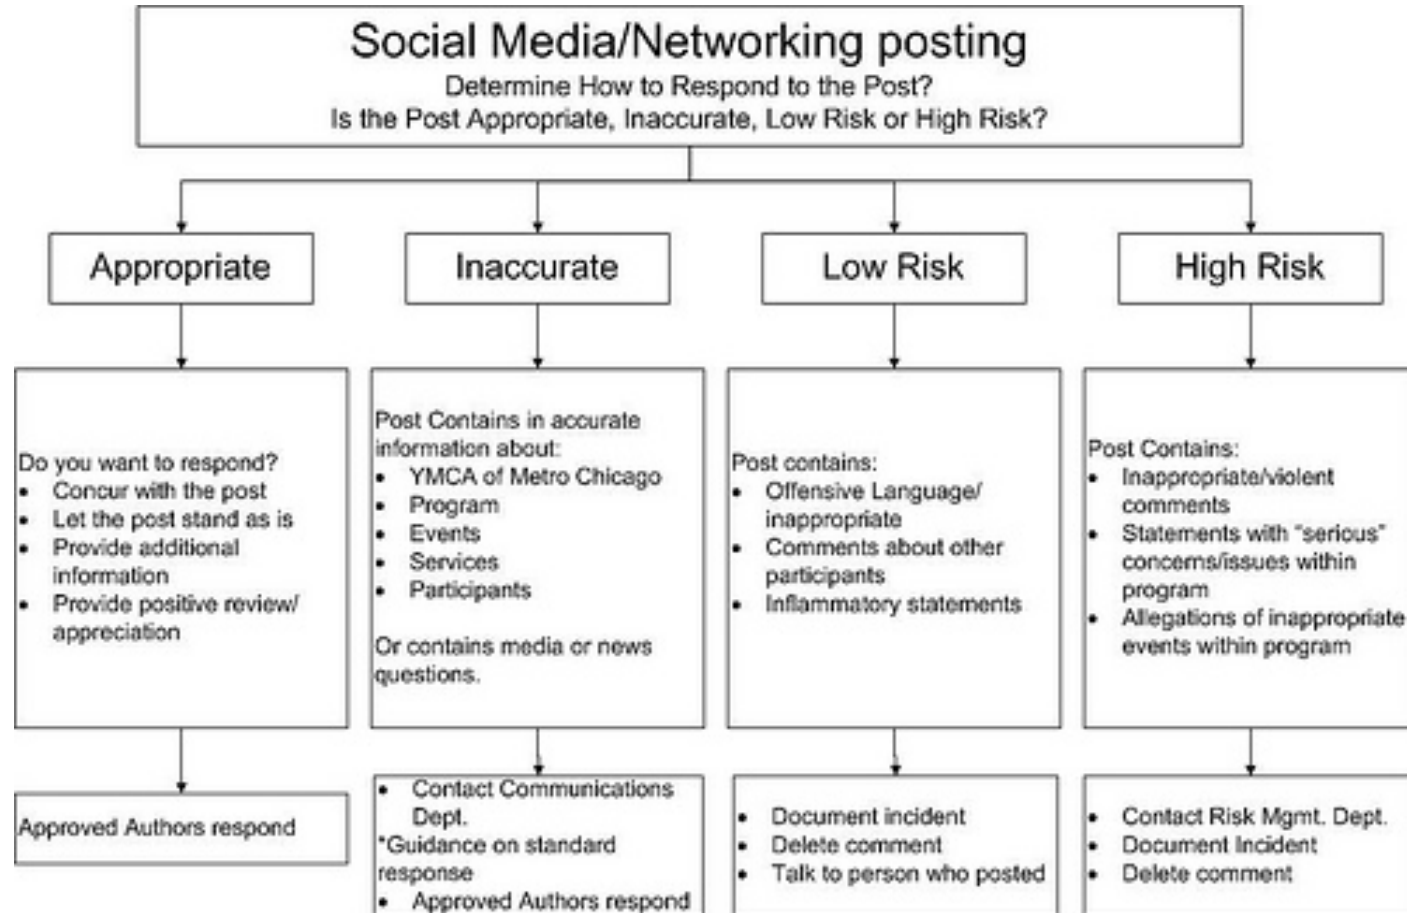 Social Media/Networking posting
Determine How to Respond to the Post?
Is the Post Appropriate, Inaccurate, Low Risk or High Risk?
Appropriate
Inaccurate
Low Risk
High Risk
Do you want to respond?
• Concur with the post
• Let the post stand as is
• Provide additional
information
• Provide positive review/
appreciation
Post Contains in accurate
information about:
• YMCA of Metro Chicago
• Program
• Events
• Services
• Participants
Or contains media or news
questions.
Post contains:
• Offensive Language/
inappropriate
• Comments about other
participants
• Inflammatory statements
Post Contains:
• Inappropriate/violent
comments
• Statements with “serious”
concerns/issues within
program
• Allegations of inappropriate
events within program
Approved Authors respond
• Contact Communications
Dept.
*Guidance on standard
response
• Approved Authors respond
• Document incident
• Delete comment
• Talk to person who posted
• Contact Risk Mgmt. Dept.
• Document Incident
• Delete comment